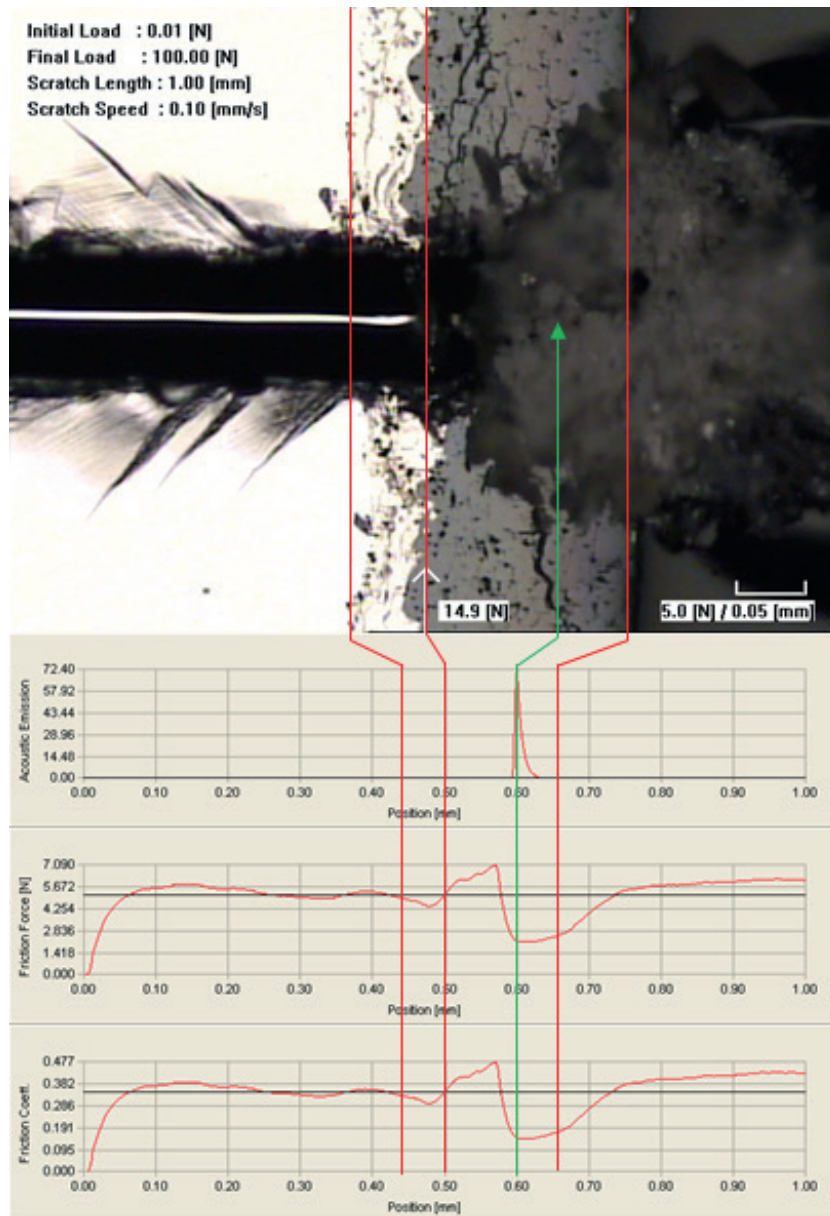 Initial Load : 0.01 [N]
Final Load : 100.00 [N]
Scratch Length : 1.00 [mm]
Scratch Speed : 0.10 [mm/s]
14.9 [N]
5.0 [N] / 0.05 [mm]
Acoustic Emission
72.40
57.92
43.44
28.96
14.48
0.00
0.00 0.10 0.20 0.30 0.40 0.50 0.60 0.70 0.80 0.90 1.00
Position [mm]
Friction Force [N]
7.090
5.672
4.254
2.836
1.418
0.000
0.00 0.10 0.20 0.30 0.40 0.50 0.60 0.70 0.80 0.90 1.00
Position [mm]
Friction Coeff.
0.477
0.382
0.286
0.191
0.095
0.000
0.00 0.10 0.20 0.30 0.40 0.50 0.60 0.70 0.80 0.90 1.00
Position [mm]